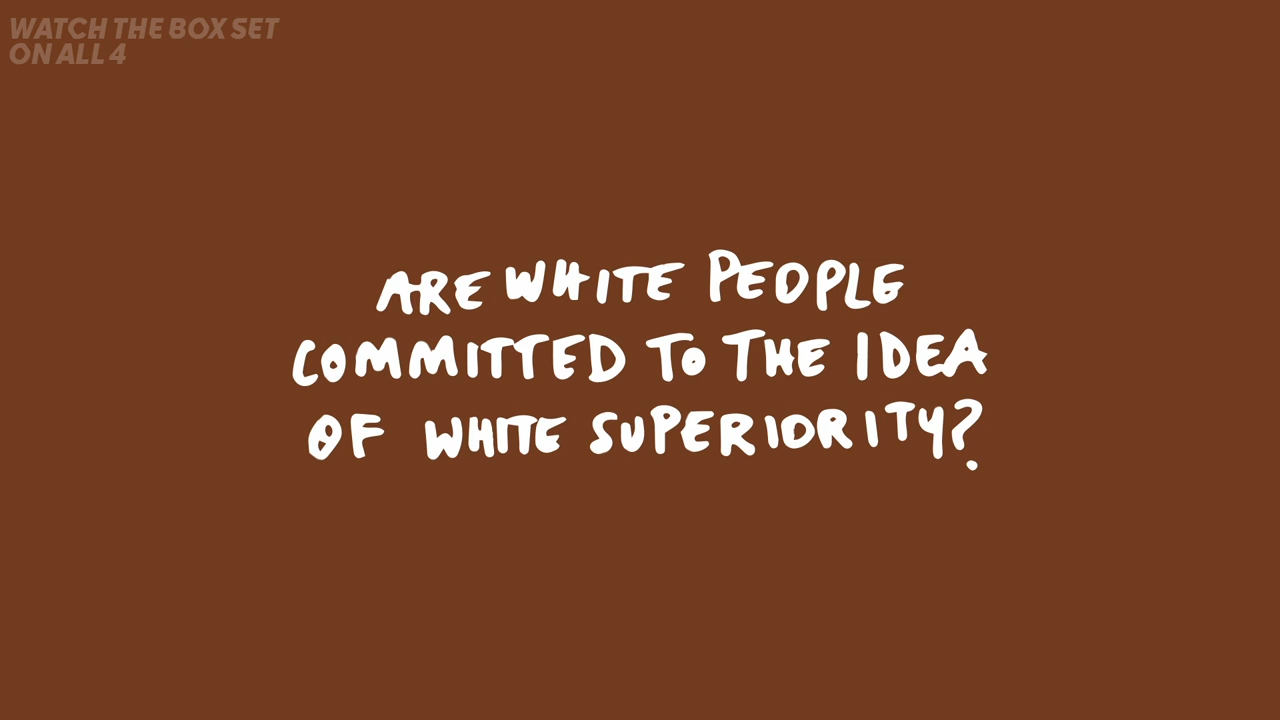 WATCH THE BOX SET
ON ALL 4
ARE WHITE PEOPLE
COMMITTED TO THE IDEA
OF WHITE SUPERIORITY?